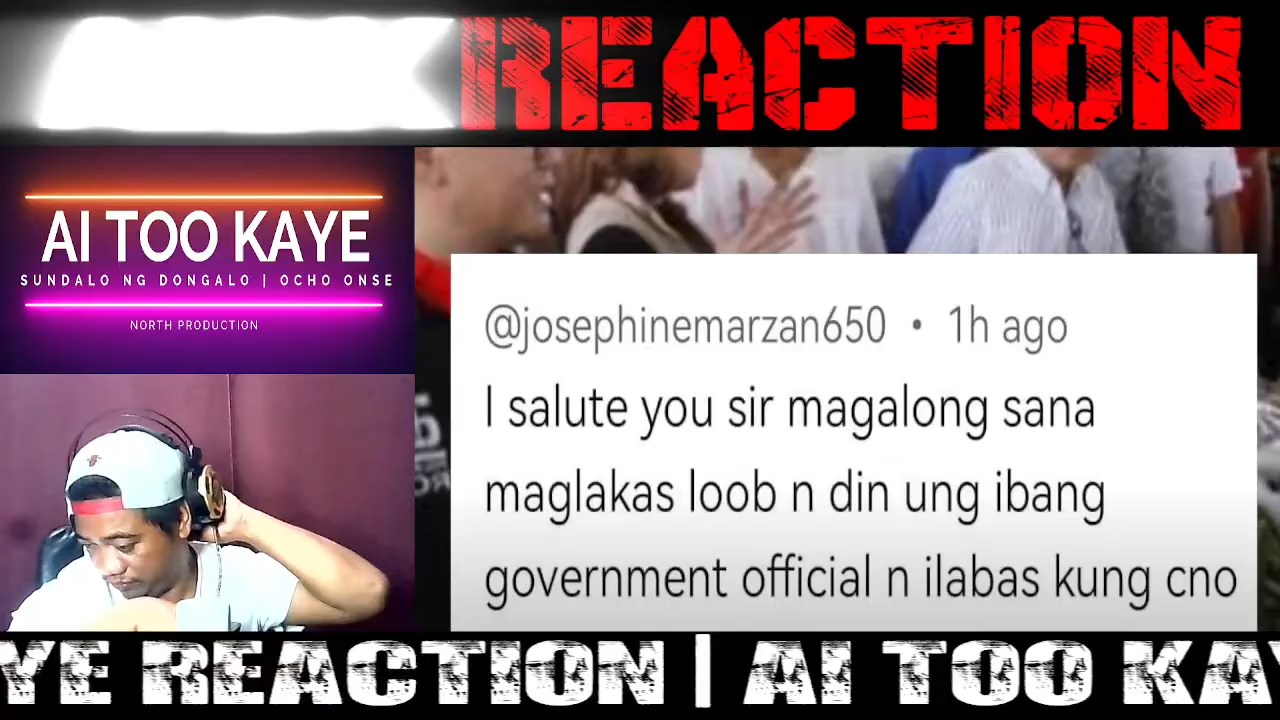 REACTION
AI TOO KAYE
SUNDALO NG DONGALO | OCHO ONSE
NORTH PRODUCTION
@josephinemarzan650 • 1h ago
I salute you sir magalong sana
maglakas loob n din ung ibang
government official n ilabas kung cno
YE REACTION | AI TOO KAY